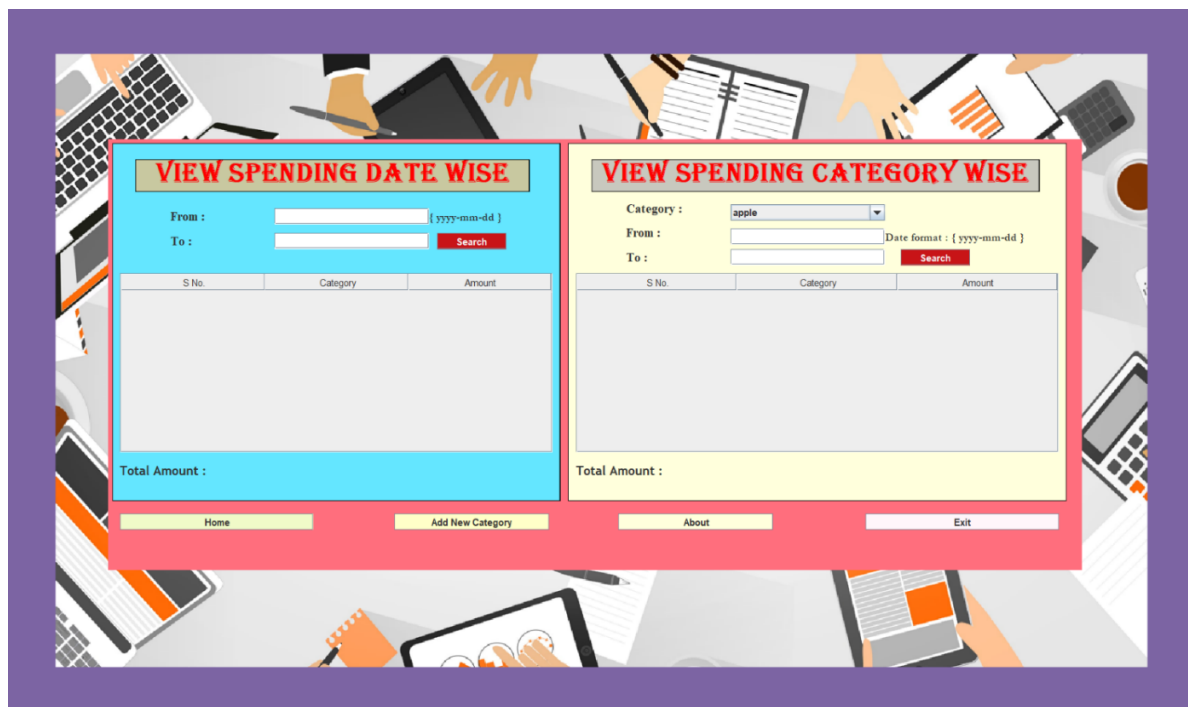 VIEW SPENDING DATE WISE
From :
{ yyyy-mm-dd }
To :
Search
S No. Category Amount
Total Amount :
VIEW SPENDING CATEGORY WISE
Category :
apple
From :
Date format : { yyyy-mm-dd }
To :
Search
S No. Category Amount
Total Amount :
Home Add New Category About Exit